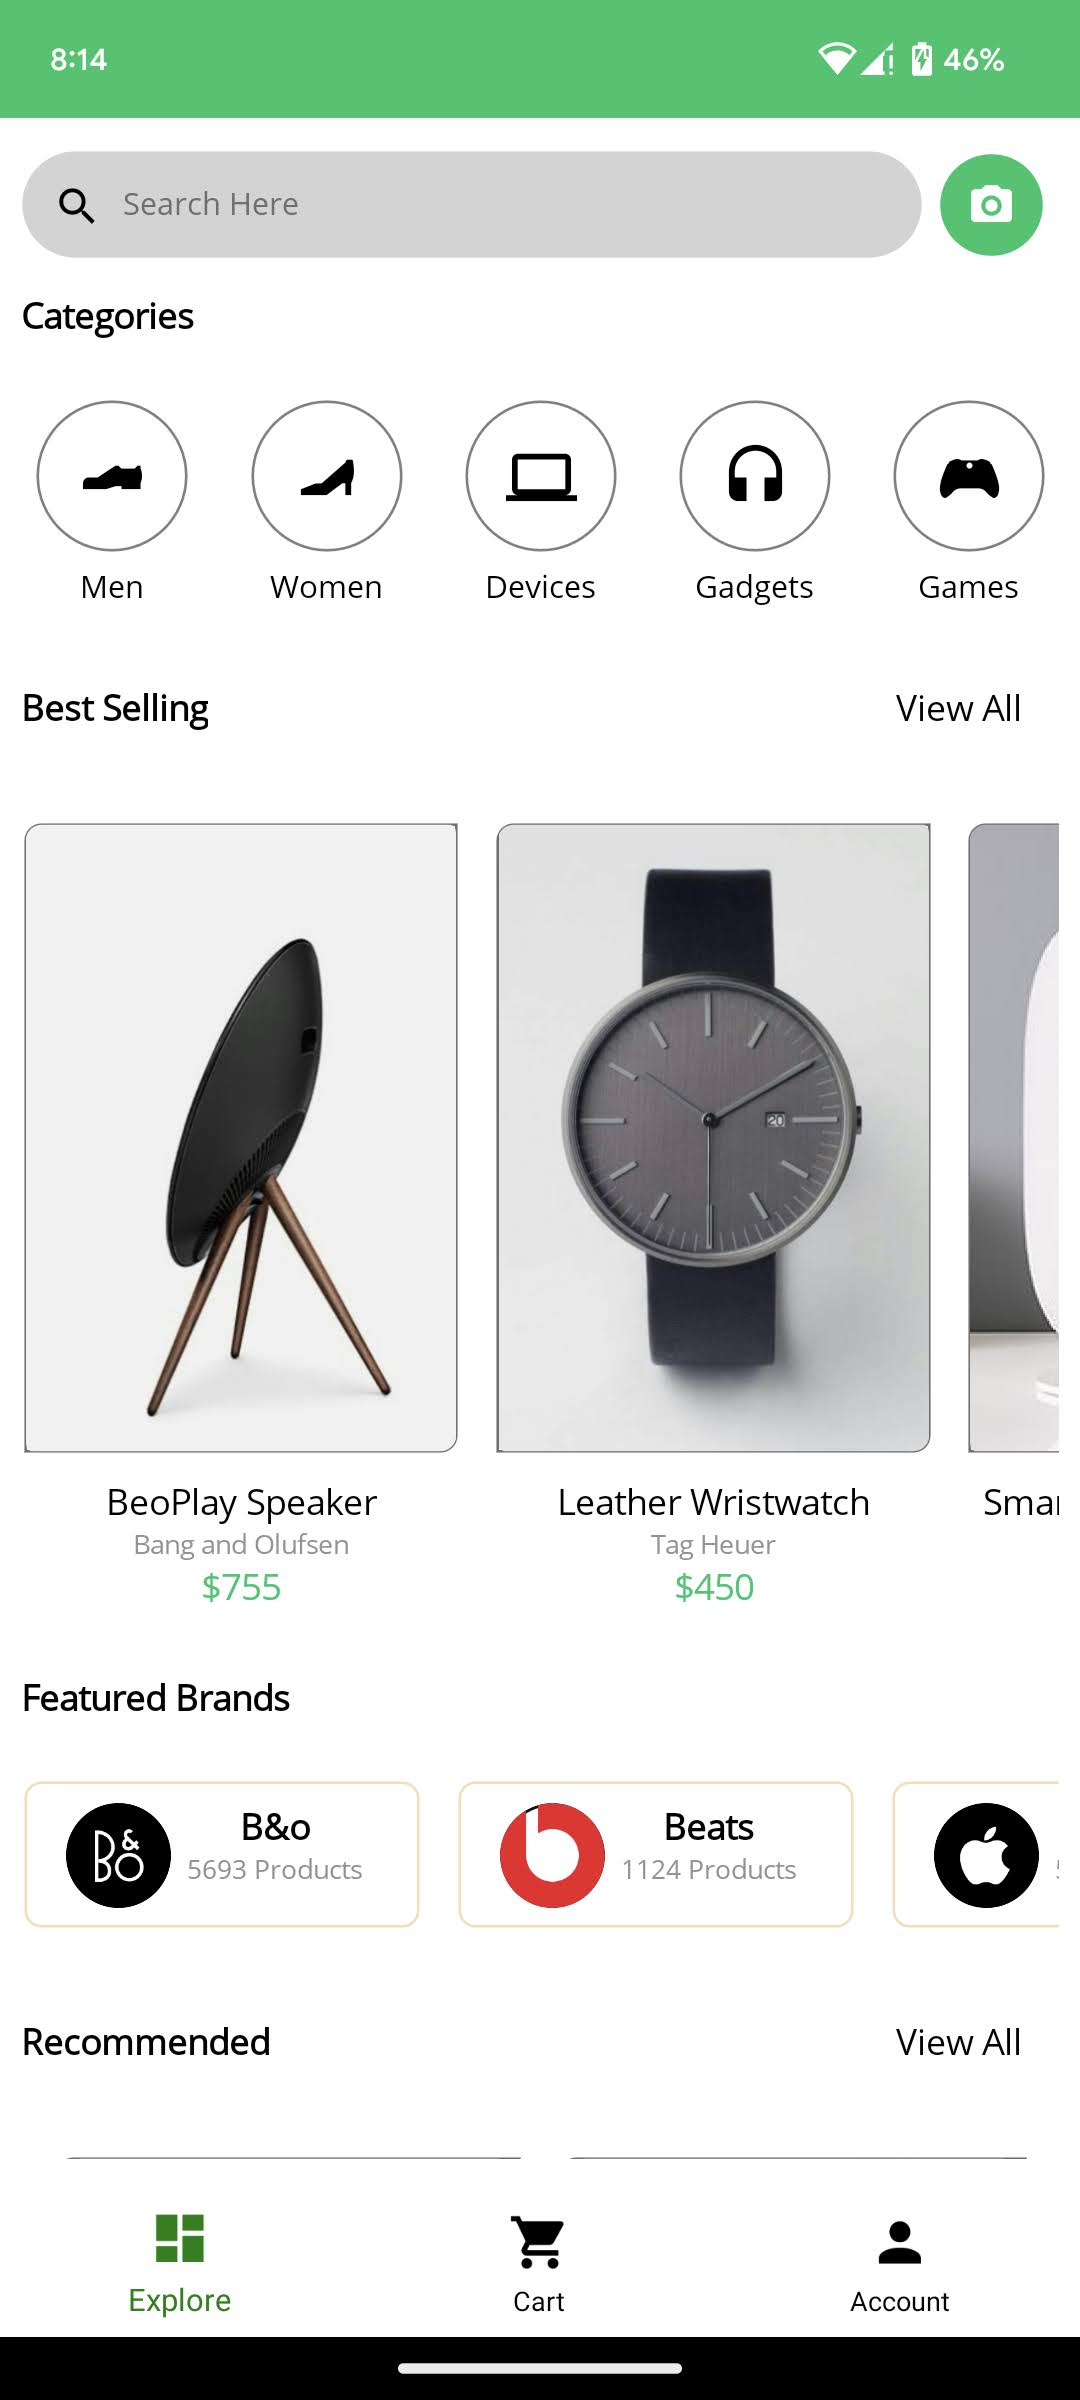 8:14
46%
Search Here
Categories
Men
Women
Devices
Gadgets
Games
Best Selling
View All
20
BeoPlay Speaker
Bang and Olufsen
$755
Leather Wristwatch
Tag Heuer
$450
Featured Brands
B&O
B&o
5693 Products
Beats
1124 Products
Recommended
View All
Explore
Cart
Account